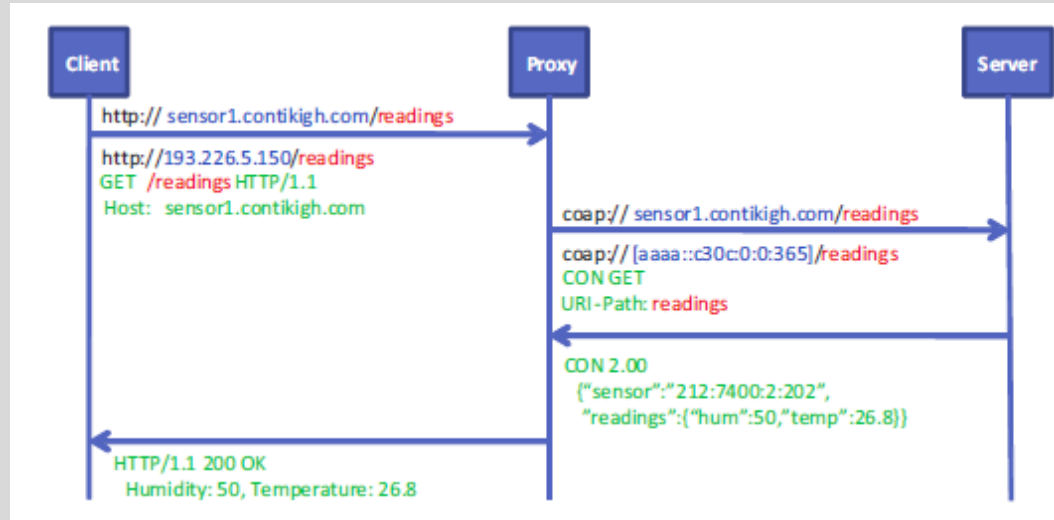 Client
Proxy
Server
http:// sensor1.contikigh.com/readings
http://193.226.5.150/readings
GET /readings HTTP/1.1
Host: sensor1.contikigh.com
coap:// sensor1.contikigh.com/readings
coap:// [aaaa::c30c:0:0:365]/readings
CON GET
URI-Path: readings
CON 2.00
{"sensor":"212:7400:2:202",
"readings":{"hum":50,"temp":26.8}}
HTTP/1.1 200 OK
Humidity: 50, Temperature: 26.8